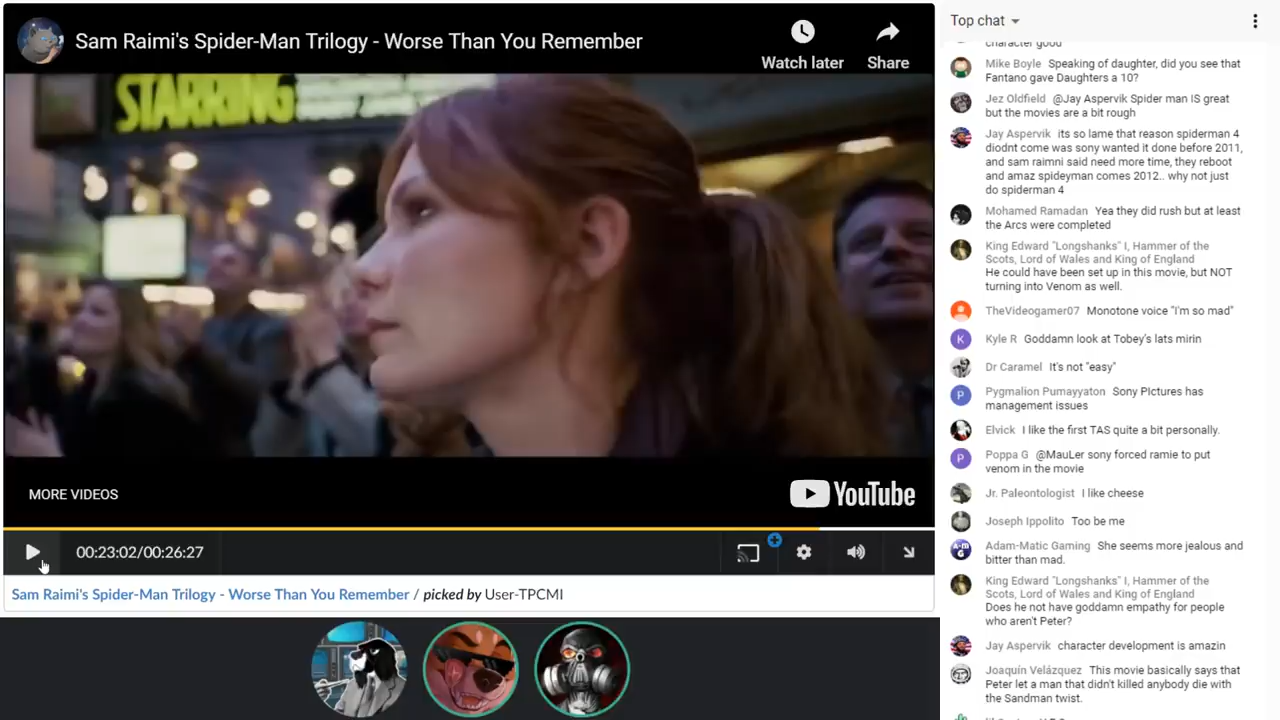 Sam Raimi's Spider-Man Trilogy - Worse Than You Remember
Watch later
Share
STARRING
MORE VIDEOS
YouTube
00:23:02/00:26:27
Sam Raimi's Spider-Man Trilogy - Worse Than You Remember / picked by User-TPCMI
Top chat
character good
Mike Boyle Speaking of daughter, did you see that
Fantano gave Daughters a 10?
Jez Oldfield @Jay Aspervik Spider man IS great
but the movies are a bit rough
Jay Aspervik its so lame that reason spiderman 4
diodnt come was sony wanted it done before 2011,
and sam raimni said need more time, they reboot
and amaz spideyman comes 2012.. why not just
do spiderman 4
Mohamed Ramadan Yea they did rush but at least
the Arcs were completed
King Edward "Longshanks" I, Hammer of the
Scots, Lord of Wales and King of England
He could have been set up in this movie, but NOT
turning into Venom as well.
TheVideogamer07 Monotone voice "I'm so mad"
K
Kyle R Goddamn look at Tobey's lats mirin
Dr Caramel It's not "easy"
P
Pygmalion Pumayyaton Sony PIctures has
management issues
Elvick I like the first TAS quite a bit personally.
P
Poppa G @MauLer sony forced ramie to put
venom in the movie
Jr. Paleontologist I like cheese
Joseph Ippolito Too be me
Adam-Matic Gaming She seems more jealous and
bitter than mad.
King Edward "Longshanks" I, Hammer of the
Scots, Lord of Wales and King of England
Does he not have goddamn empathy for people
who aren't Peter?
Jay Aspervik character development is amazin
Joaquín Velázquez This movie basically says that
Peter let a man that didn't killed anybody die with
the Sandman twist.